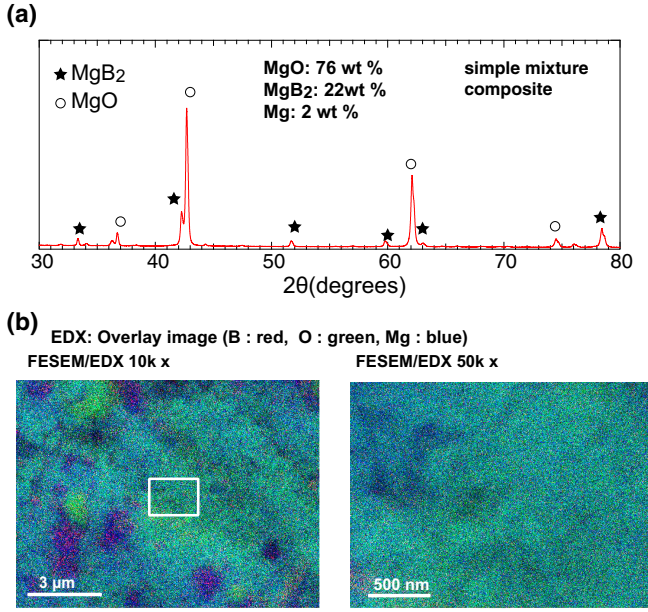 (a)
★ MgB₂
○ MgO
MgO: 76 wt %
MgB₂: 22wt %
Mg: 2 wt %
simple mixture
composite
30 40 50 60 70 80
2θ(degrees)
(b)
EDX: Overlay image (B : red, O : green, Mg : blue)
FESEM/EDX 10k x
FESEM/EDX 50k x
3 μm
500 nm